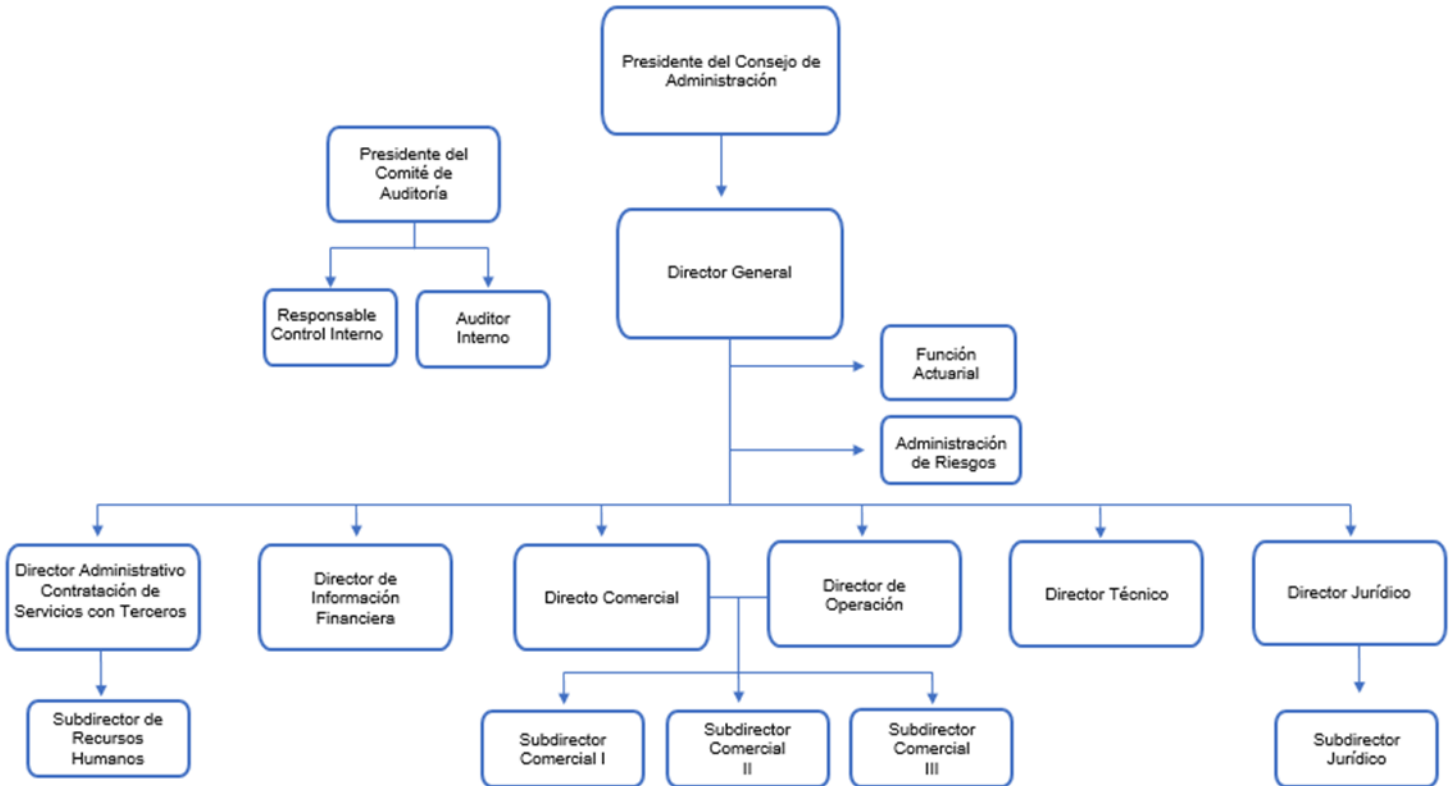 Presidente del Consejo de
Administración
Presidente del
Comité de
Auditoría
Director General
Responsable
Control Interno
Auditor
Interno
Función
Actuarial
Administración
de Riesgos
Director Administrativo
Contratación de
Servicios con Terceros
Director de
Información
Financiera
Directo Comercial
Director de
Operación
Director Técnico
Director Jurídico
Subdirector de
Recursos
Humanos
Subdirector
Comercial I
Subdirector
Comercial
II
Subdirector
Comercial
III
Subdirector
Jurídico